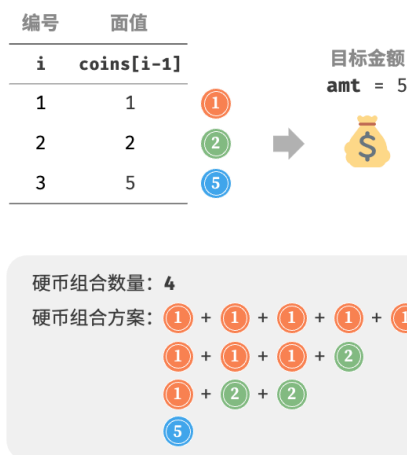 编号 面值
i coins[i-1]
1 1 1
2 2 2
3 5 5
目标金额
amt = 5
$
硬币组合数量：4
硬币组合方案：1 + 1 + 1 + 1 + 1
1 + 1 + 1 + 2
1 + 2 + 2
5